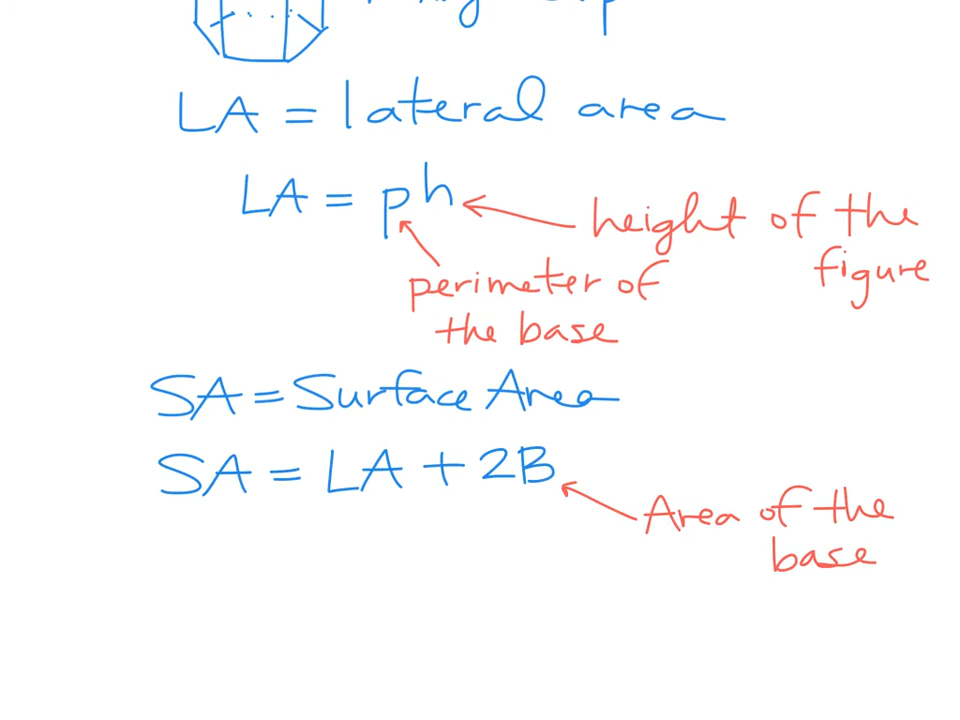 LA = lateral area
LA = ph
height of the
figure
perimeter of
the base
SA = Surface Area
SA = LA + 2B
Area of the
base